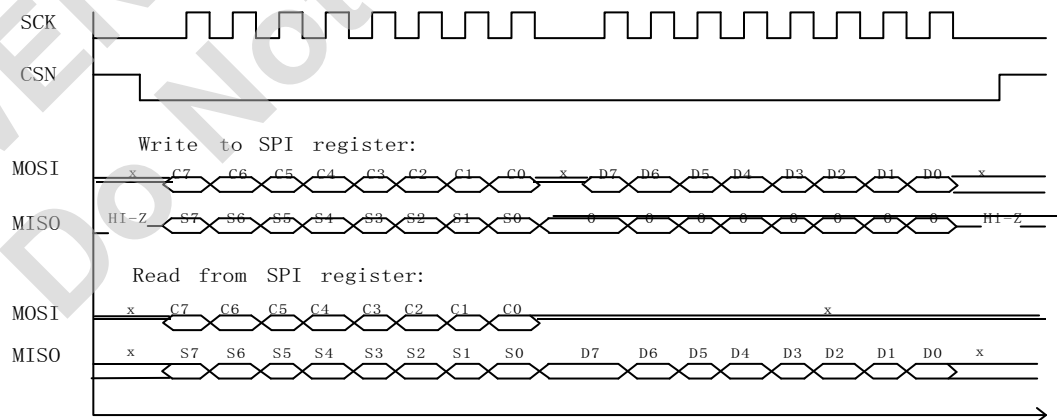 SCK
CSN
Write to SPI register:
MOSI x C7 C6 C5 C4 C3 C2 C1 C0 x D7 D6 D5 D4 D3 D2 D1 D0 x
MISO HI-Z S7 S6 S5 S4 S3 S2 S1 S0 0 0 0 0 0 0 0 0 HI-Z
Read from SPI register:
MOSI x C7 C6 C5 C4 C3 C2 C1 C0 x
MISO x S7 S6 S5 S4 S3 S2 S1 S0 D7 D6 D5 D4 D3 D2 D1 D0 x
Do Not